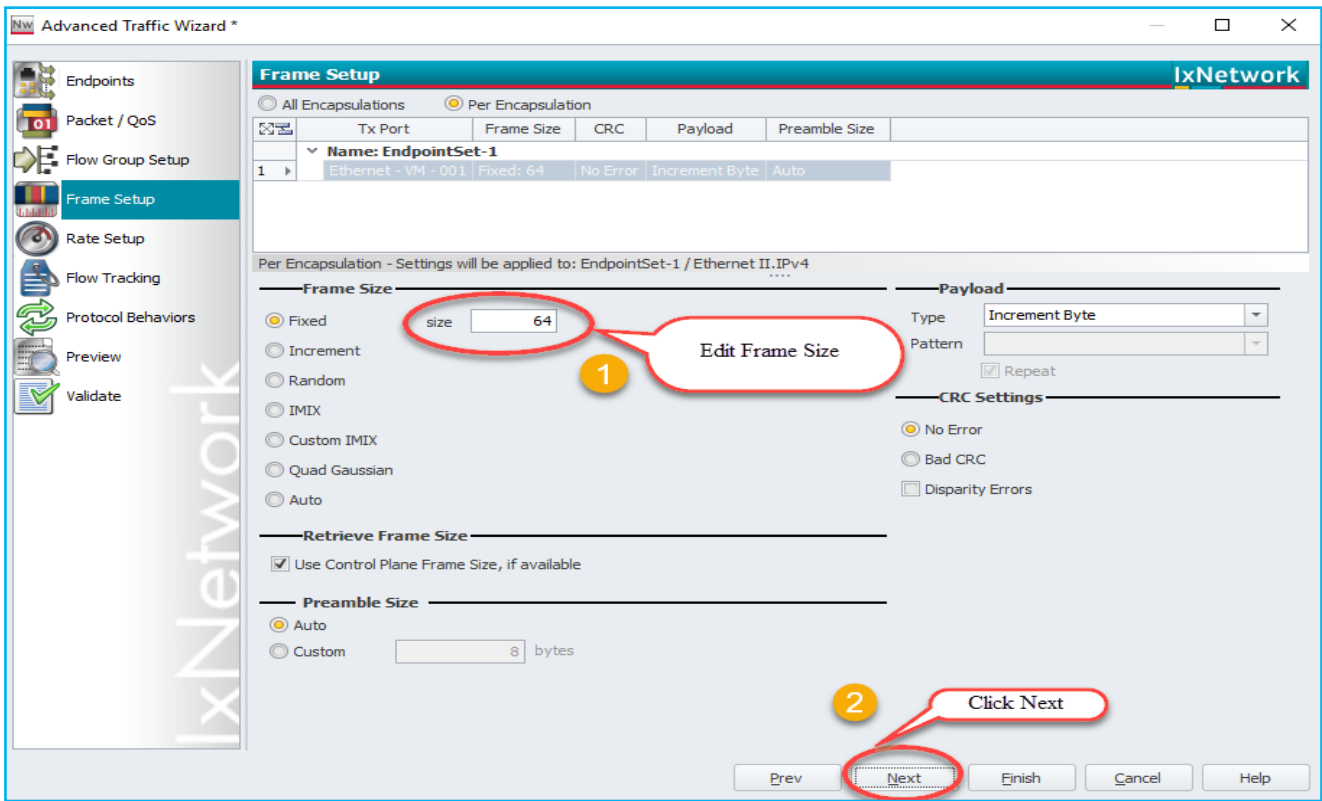 Nw Advanced Traffic Wizard *
Endpoints
Packet / QoS
Flow Group Setup
Frame Setup
Rate Setup
Flow Tracking
Protocol Behaviors
Preview
Validate
IxNetwork
Frame Setup IxNetwork
All Encapsulations Per Encapsulation
Tx Port Frame Size CRC Payload Preamble Size
Name: EndpointSet-1
1 Ethernet - VM - 001 Fixed: 64 No Error Increment Byte Auto
Per Encapsulation - Settings will be applied to: EndpointSet-1 / Ethernet II.IPv4
Frame Size
Fixed size 64
Increment
Random
IMIX
Custom IMIX
Quad Gaussian
Auto
1 Edit Frame Size
Payload
Type Increment Byte
Pattern
Repeat
CRC Settings
No Error
Bad CRC
Disparity Errors
Retrieve Frame Size
Use Control Plane Frame Size, if available
Preamble Size
Auto
Custom 8 bytes
2 Click Next
Prev Next Finish Cancel Help